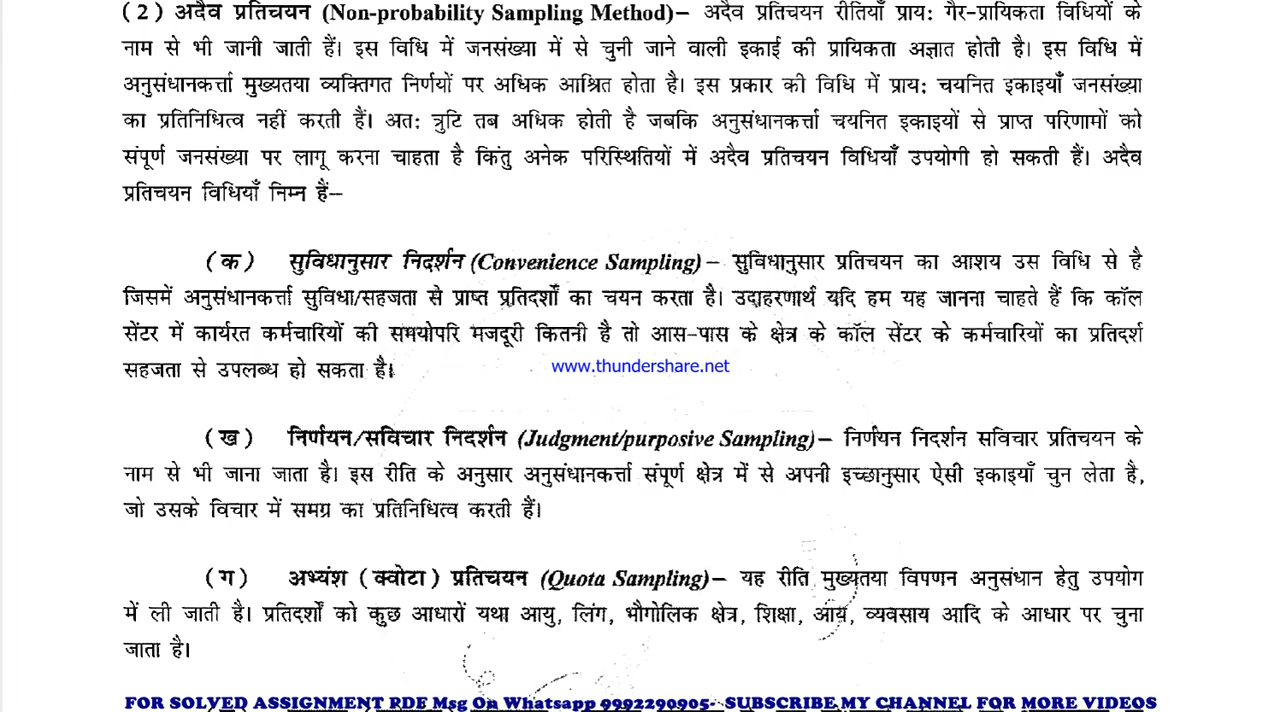 (2) अदैव प्रतिचयन (Non-probability Sampling Method)– अदैव प्रतिचयन रीतियाँ प्रायः गैर-प्रायिकता विधियों के
नाम से भी जानी जाती हैं। इस विधि में जनसंख्या में से चुनी जाने वाली इकाई की प्रायिकता अज्ञात होती है। इस विधि में
अनुसंधानकर्त्ता मुख्यतया व्यक्तिगत निर्णयों पर अधिक आश्रित होता है। इस प्रकार की विधि में प्रायः चयनित इकाइयाँ जनसंख्या
का प्रतिनिधित्व नहीं करती हैं। अतः त्रुटि तब अधिक होती है जबकि अनुसंधानकर्त्ता चयनित इकाइयों से प्राप्त परिणामों को
संपूर्ण जनसंख्या पर लागू करना चाहता है किंतु अनेक परिस्थितियों में अदैव प्रतिचयन विधियाँ उपयोगी हो सकती हैं। अदैव
प्रतिचयन विधियाँ निम्न हैं–
(क) सुविधानुसार निदर्शन (Convenience Sampling) – सुविधानुसार प्रतिचयन का आशय उस विधि से है
जिसमें अनुसंधानकर्त्ता सुविधा/सहजता से प्राप्त प्रतिदर्शों का चयन करता है। उदाहरणार्थ यदि हम यह जानना चाहते हैं कि कॉल
सेंटर में कार्यरत कर्मचारियों की समयोपरि मजदूरी कितनी है तो आस-पास के क्षेत्र के कॉल सेंटर के कर्मचारियों का प्रतिदर्श
सहजता से उपलब्ध हो सकता है।
www.thundershare.net
(ख) निर्णयन/सविचार निदर्शन (Judgment/purposive Sampling)– निर्णयन निदर्शन सविचार प्रतिचयन के
नाम से भी जाना जाता है। इस रीति के अनुसार अनुसंधानकर्त्ता संपूर्ण क्षेत्र में से अपनी इच्छानुसार ऐसी इकाइयाँ चुन लेता है,
जो उसके विचार में समग्र का प्रतिनिधित्व करती हैं।
(ग) अभ्यंश (क्वोटा) प्रतिचयन (Quota Sampling)– यह रीति मुख्यतया विपणन अनुसंधान हेतु उपयोग
में ली जाती है। प्रतिदर्शों को कुछ आधारों यथा आयु, लिंग, भौगोलिक क्षेत्र, शिक्षा, आय, व्यवसाय आदि के आधार पर चुना
जाता है।
FOR SOLVED ASSIGNMENT PDF Msg On Whatsapp 9992290905- SUBSCRIBE MY CHANNEL FOR MORE VIDEOS